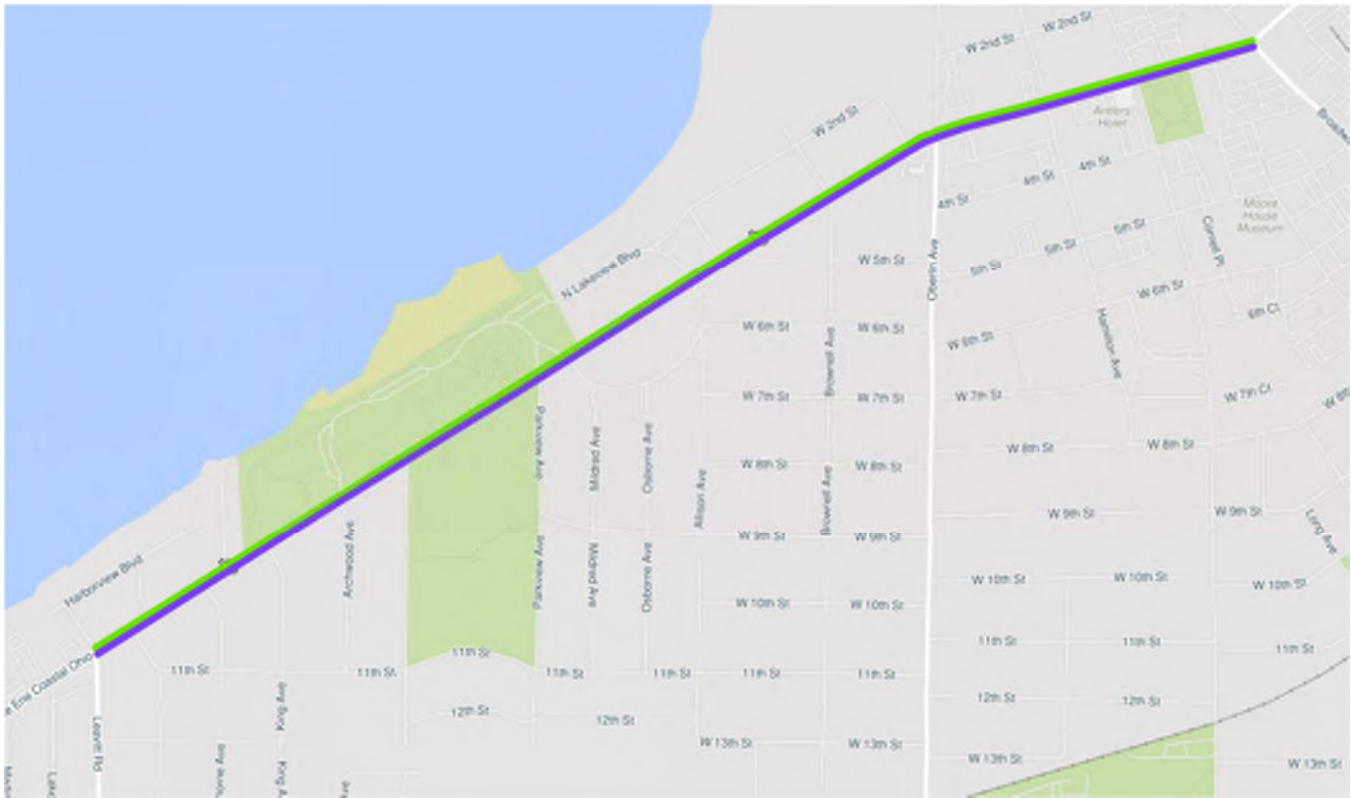 W 2nd St
W 2nd St
W 2nd St
Antlers
Hotel
Broadw
4th St
4th St
4th St
Moore
House
Museum
Cornell Pl
5th St
5th St
5th St
Oberlin Ave
N Lakeview Blvd
W 5th St
W 6th St
6th Ct
W 6th St
W 6th St
W 6th St
Hamilton Ave
Brownell Ave
W 7th St
W 7th St
W 7th St
W 7th Ct
W 8th
Parkview Ave
Mildred Ave
Osborne Ave
W 8th St
W 8th St
W 8th St
W 8th St
Allison Ave
Brownell Ave
W 9th St
W 9th St
W 9th St
W 9th St
Long Ave
Harborview Blvd
Archwood Ave
Parkview Ave
Mildred Ave
Osborne Ave
W 10th St
W 10th St
W 10th St
W 10th St
W 10th St
e Erie Coastal Ohio
11th St
11th St
11th St
11th St
11th St
11th St
11th St
11th St
11th St
11th St
King Ave
12th St
12th St
12th St
12th St
Leavitt Rd
W 13th St
W 13th St
W 13th St
W 13th St
King A